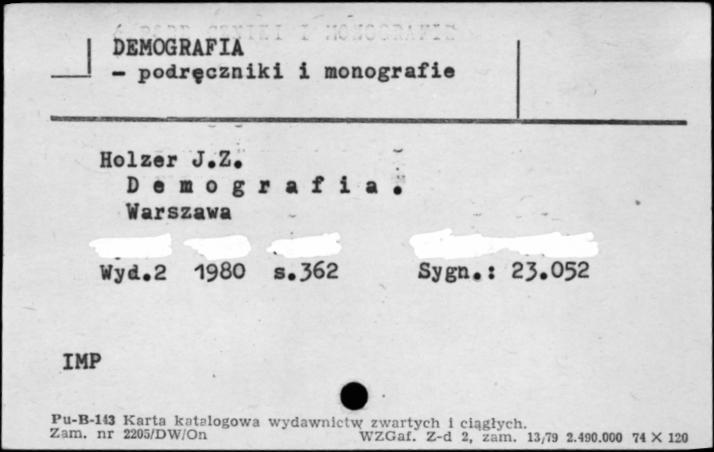 DEMOGRAFIA
- podręczniki i monografie
Holzer J.Z.
Demografia.
Warszawa
Wyd.2 1980 s.362 Sygn.: 23.052
IMP
Pu-B-143 Karta katalogowa wydawnictw zwartych i ciągłych.
Zam. nr 2205/DW/On WZGaf. Z-d 2, zam. 13/79 2.490.000 74 X 120